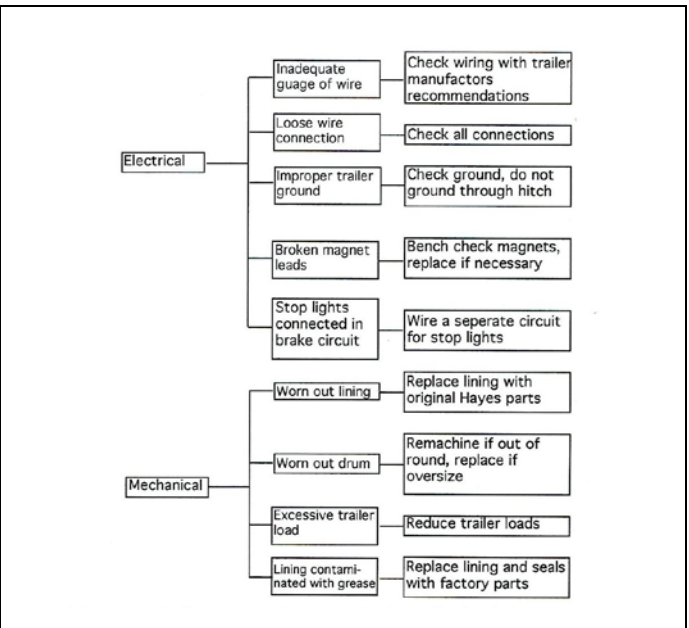 Electrical
Inadequate
guage of wire
Check wiring with trailer
manufactors
recommendations
Loose wire
connection
Check all connections
Improper trailer
ground
Check ground, do not
ground through hitch
Broken magnet
leads
Bench check magnets,
replace if necessary
Stop lights
connected in
brake circuit
Wire a seperate circuit
for stop lights
Mechanical
Worn out lining
Replace lining with
original Hayes parts
Worn out drum
Remachine if out of
round, replace if
oversize
Excessive trailer
load
Reduce trailer loads
Lining contami-
nated with grease
Replace lining and seals
with factory parts